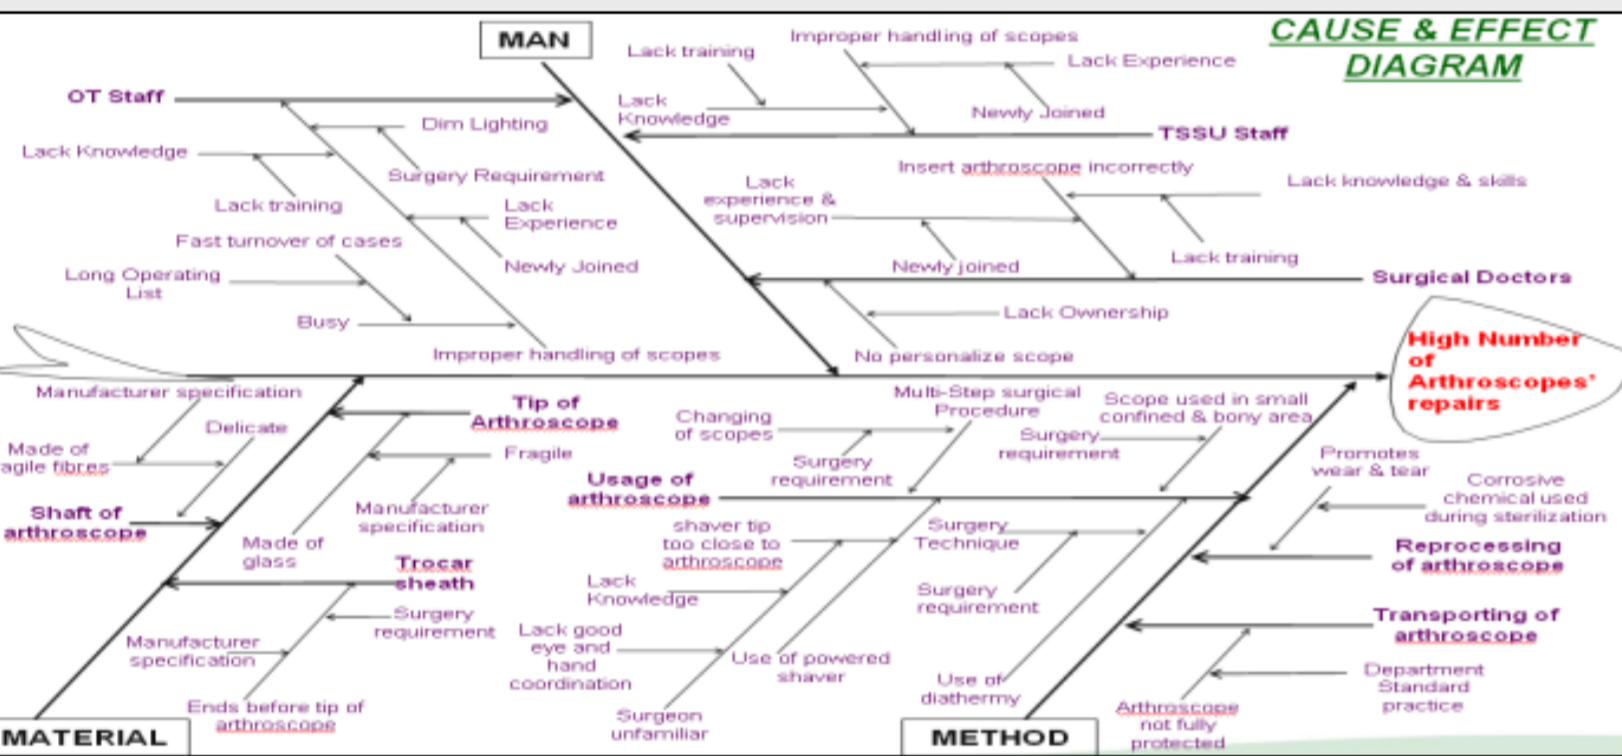 CAUSE & EFFECT
DIAGRAM
MAN
OT Staff
Lack Knowledge
Lack training
Dim Lighting
Surgery Requirement
Lack
Experience
Newly Joined
Fast turnover of cases
Long Operating
List
Busy
Improper handling of scopes
Lack training
Improper handling of scopes
Lack Experience
Lack
Knowledge
Newly Joined
TSSU Staff
Insert arthroscope incorrectly
Lack
experience &
supervision
Lack knowledge & skills
Newly joined
Lack training
Surgical Doctors
Lack Ownership
No personalize scope
High Number
of
Arthroscopes'
repairs
Manufacturer specification
Delicate
Made of
agile fibres
Shaft of
arthroscope
Tip of
Arthroscope
Fragile
Manufacturer
specification
Made of
glass
Trocar
sheath
Surgery
requirement
Manufacturer
specification
Ends before tip of
arthroscope
MATERIAL
Changing
of scopes
Multi-Step surgical
Procedure
Surgery
requirement
Scope used in small
confined & bony area
Surgery
requirement
Usage of
arthroscope
shaver tip
too close to
arthroscope
Lack
Knowledge
Lack good
eye and
hand
coordination
Surgeon
unfamiliar
Use of powered
shaver
Surgery
Technique
Surgery
requirement
Use of
diathermy
Promotes
wear & tear
Corrosive
chemical used
during sterilization
Reprocessing
of arthroscope
Transporting of
arthroscope
Department
Standard
practice
Arthroscope
not fully
protected
METHOD